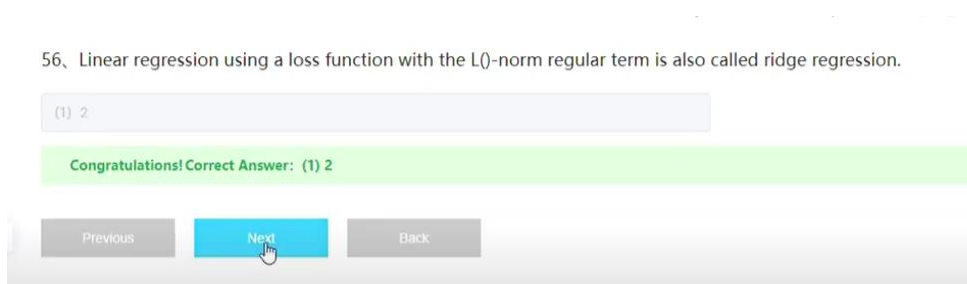 56、Linear regression using a loss function with the L()-norm regular term is also called ridge regression.
(1) 2
Congratulations! Correct Answer: (1) 2
Previous
Next
Back